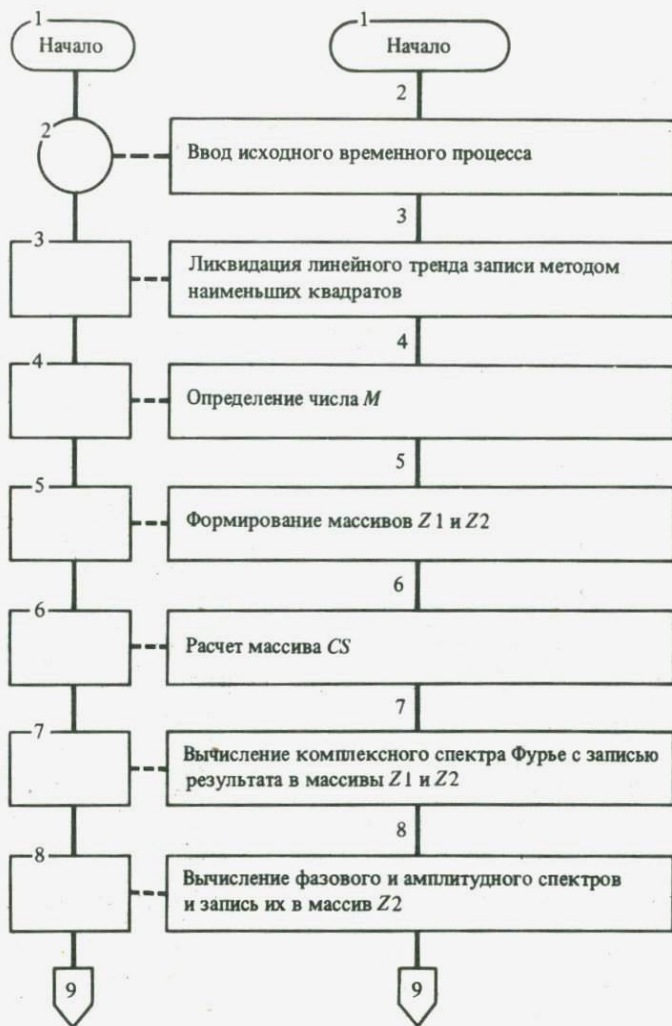 1 1
Начало Начало
2
2
Ввод исходного временного процесса
3
3
Ликвидация линейного тренда записи методом
наименьших квадратов
4
4
Определение числа M
5
5
Формирование массивов Z1 и Z2
6
6
Расчет массива CS
7
7
Вычисление комплексного спектра Фурье с записью
результата в массивы Z1 и Z2
8
8
Вычисление фазового и амплитудного спектров
и запись их в массив Z2
9 9